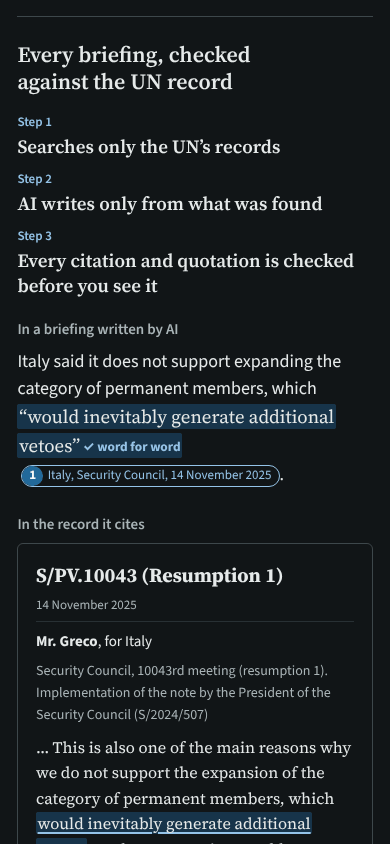 Every briefing, checked
against the UN record
Step 1
Searches only the UN’s records
Step 2
AI writes only from what was found
Step 3
Every citation and quotation is checked
before you see it
In a briefing written by AI
Italy said it does not support expanding the
category of permanent members, which
“would inevitably generate additional
vetoes” ✓ word for word
1 Italy, Security Council, 14 November 2025 .
In the record it cites
S/PV.10043 (Resumption 1)
14 November 2025
Mr. Greco, for Italy
Security Council, 10043rd meeting (resumption 1).
Implementation of the note by the President of the
Security Council (S/2024/507)
... This is also one of the main reasons why
we do not support the expansion of the
category of permanent members, which
would inevitably generate additional